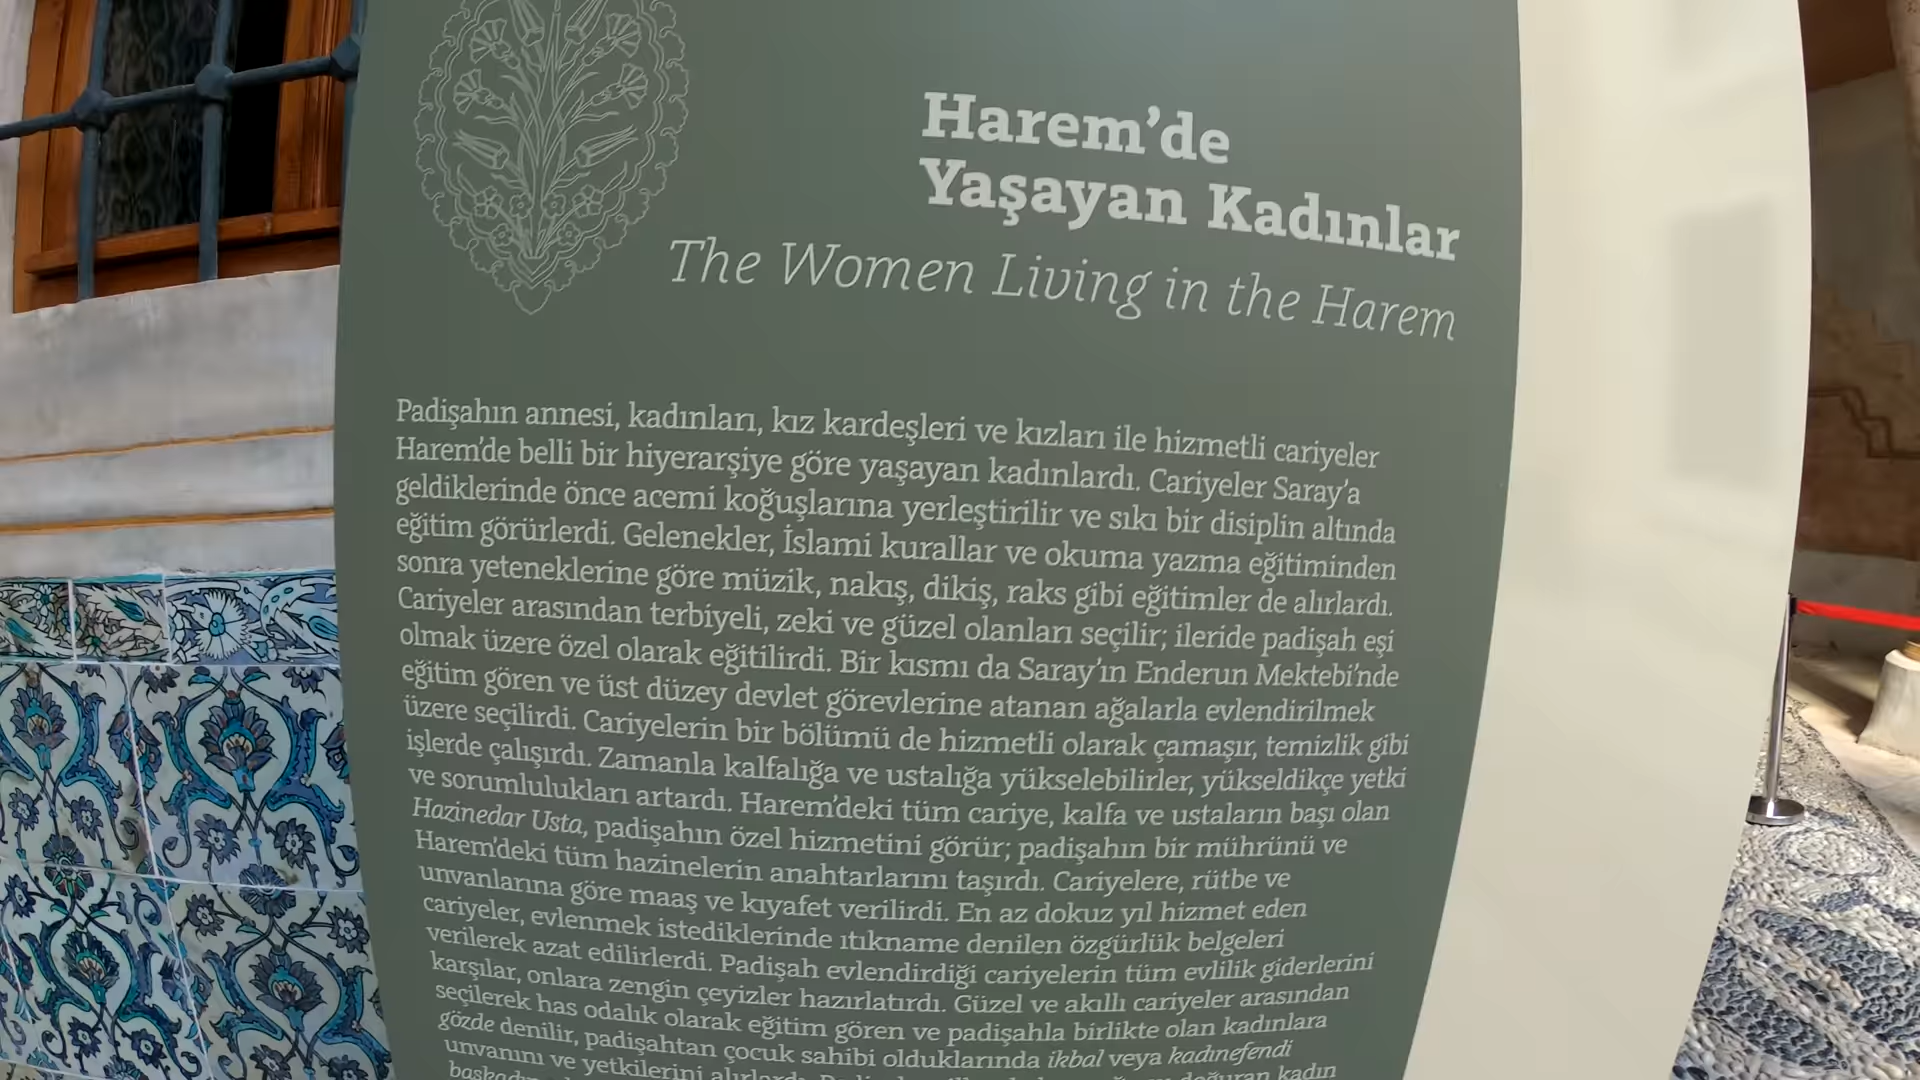 Harem'de
Yaşayan Kadınlar
The Women Living in the Harem
Padişahın annesi, kadınları, kız kardeşleri ve kızları ile hizmetli cariyeler
Harem'de belli bir hiyerarşiye göre yaşayan kadınlardı. Cariyeler Saray'a
geldiklerinde önce acemi koğuşlarına yerleştirilir ve sıkı bir disiplin altında
eğitim görürlerdi. Gelenekler, İslami kurallar ve okuma yazma eğitiminden
sonra yeteneklerine göre müzik, nakış, dikiş, raks gibi eğitimler de alırlardı.
Cariyeler arasından terbiyeli, zeki ve güzel olanları seçilir; ileride padişah eşi
olmak üzere özel olarak eğitilirdi. Bir kısmı da Saray'ın Enderun Mektebi'nde
eğitim gören ve üst düzey devlet görevlerine atanan ağalarla evlendirilmek
üzere seçilirdi. Cariyelerin bir bölümü de hizmetli olarak çamaşır, temizlik gibi
işlerde çalışırdı. Zamanla kalfalığa ve ustalığa yükselebilirler, yükseldikçe yetki
ve sorumlulukları artardı. Harem'deki tüm cariye, kalfa ve ustaların başı olan
Hazinedar Usta, padişahın özel hizmetini görür; padişahın bir mührünü ve
Harem'deki tüm hazinelerin anahtarlarını taşırdı. Cariyelere, rütbe ve
unvanlarına göre maaş ve kıyafet verilirdi. En az dokuz yıl hizmet eden
cariyeler, evlenmek istediklerinde ıtıkname denilen özgürlük belgeleri
verilerek azat edilirlerdi. Padişah evlendirdiği cariyelerin tüm evlilik giderlerini
karşılar, onlara zengin çeyizler hazırlatırdı. Güzel ve akıllı cariyeler arasından
seçilerek has odalık olarak eğitim gören ve padişahla birlikte olan kadınlara
gözde denilir, padişahtan çocuk sahibi olduklarında ikbal veya kadınefendi
unvanını ve yetkilerini alırlardı. doğuran kadın